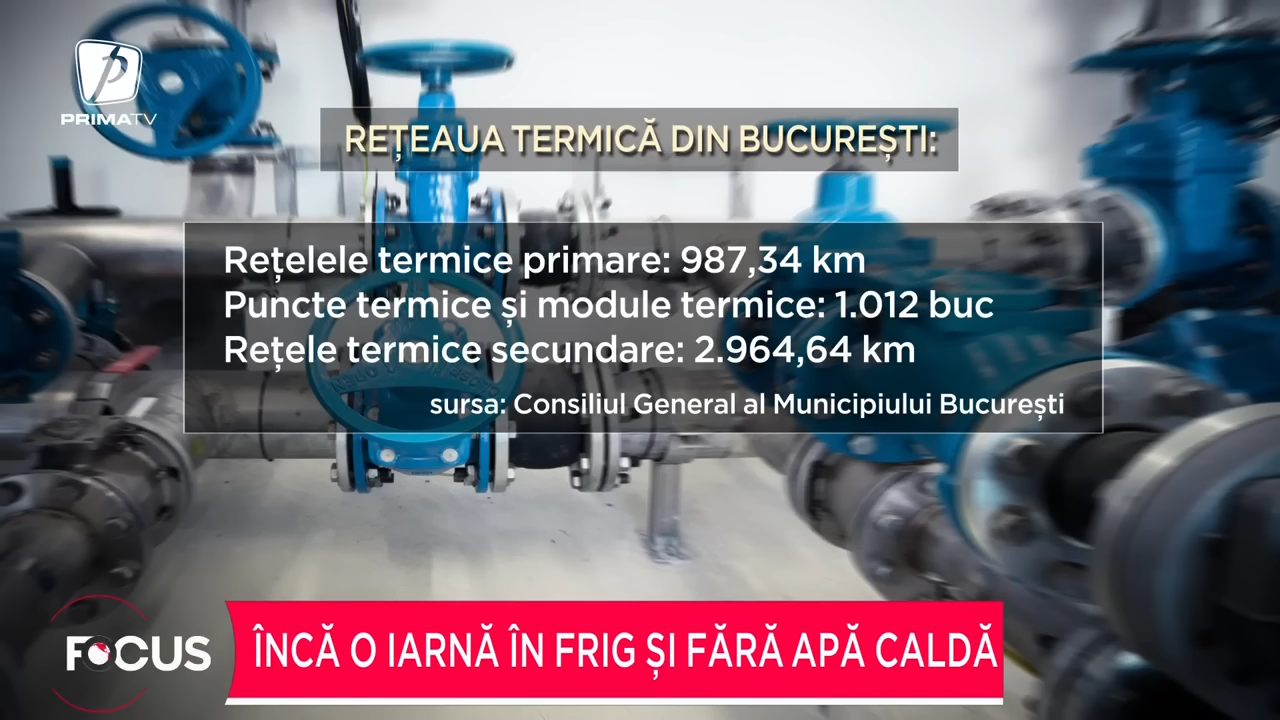 PRIMATV
REȚEAUA TERMICĂ DIN BUCUREȘTI:
Rețelele termice primare: 987,34 km
Puncte termice și module termice: 1.012 buc
Rețele termice secundare: 2.964,64 km
sursa: Consiliul General al Municipiului București
FOCUS
ÎNCĂ O IARNĂ ÎN FRIG ȘI FĂRĂ APĂ CALDĂ